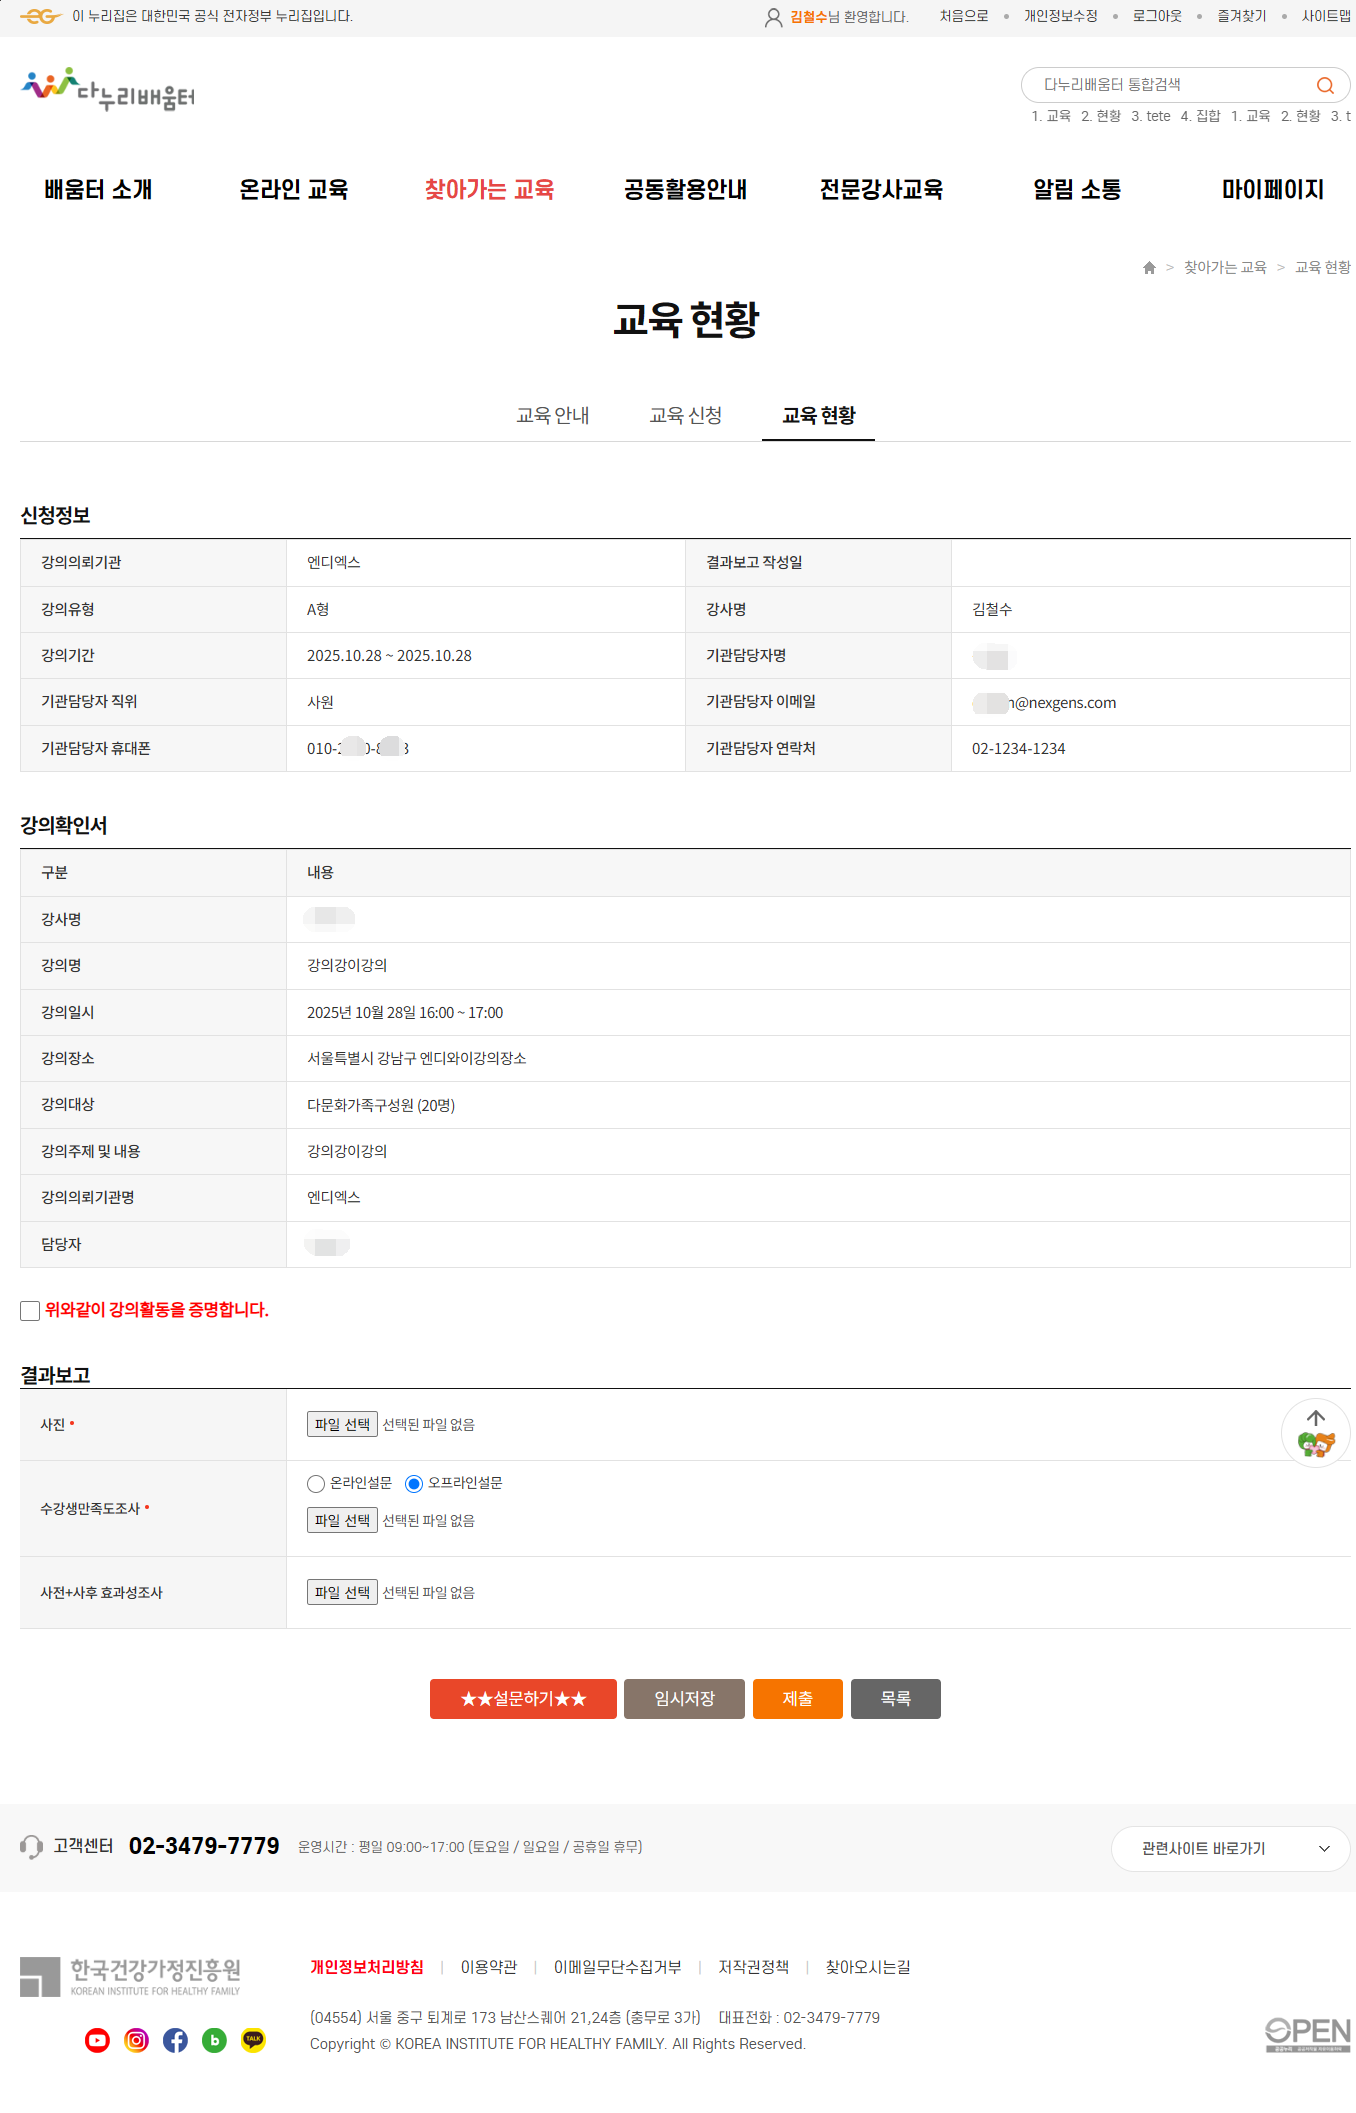 이 누리집은 대한민국 공식 전자정부 누리집입니다.
김철수님 환영합니다. 처음으로 개인정보수정 로그아웃 즐겨찾기 사이트맵
다누리배움터
다누리배움터 통합검색
1. 교육 2. 현황 3. tete 4. 집합 1. 교육 2. 현황 3. t
배움터 소개 온라인 교육 찾아가는 교육 공동활용안내 전문강사교육 알림 소통 마이페이지
> 찾아가는 교육 > 교육 현황
교육 현황
교육 안내 교육 신청 교육 현황
신청정보
강의의뢰기관 엔디엑스 결과보고 작성일
강의유형 A형 강사명 김철수
강의기간 2025.10.28 ~ 2025.10.28 기관담당자명
기관담당자 직위 사원 기관담당자 이메일 @nexgens.com
기관담당자 휴대폰 010- 기관담당자 연락처 02-1234-1234
강의확인서
구분 내용
강사명
강의명 강의강이강의
강의일시 2025년 10월 28일 16:00 ~ 17:00
강의장소 서울특별시 강남구 엔디와이강의장소
강의대상 다문화가족구성원 (20명)
강의주제 및 내용 강의강이강의
강의의뢰기관명 엔디엑스
담당자
위와같이 강의활동을 증명합니다.
결과보고
사진 파일 선택 선택된 파일 없음
온라인설문 오프라인설문
수강생만족도조사
파일 선택 선택된 파일 없음
사전+사후 효과성조사 파일 선택 선택된 파일 없음
★★설문하기★★ 임시저장 제출 목록
고객센터 02-3479-7779 운영시간 : 평일 09:00~17:00 (토요일 / 일요일 / 공휴일 휴무) 관련사이트 바로가기
한국건강가정진흥원
KOREAN INSTITUTE FOR HEALTHY FAMILY
개인정보처리방침 | 이용약관 | 이메일무단수집거부 | 저작권정책 | 찾아오시는길
(04554) 서울 중구 퇴계로 173 남산스퀘어 21,24층 (충무로 3가) 대표전화 : 02-3479-7779
Copyright © KOREA INSTITUTE FOR HEALTHY FAMILY. All Rights Reserved.
b
TALK
OPEN